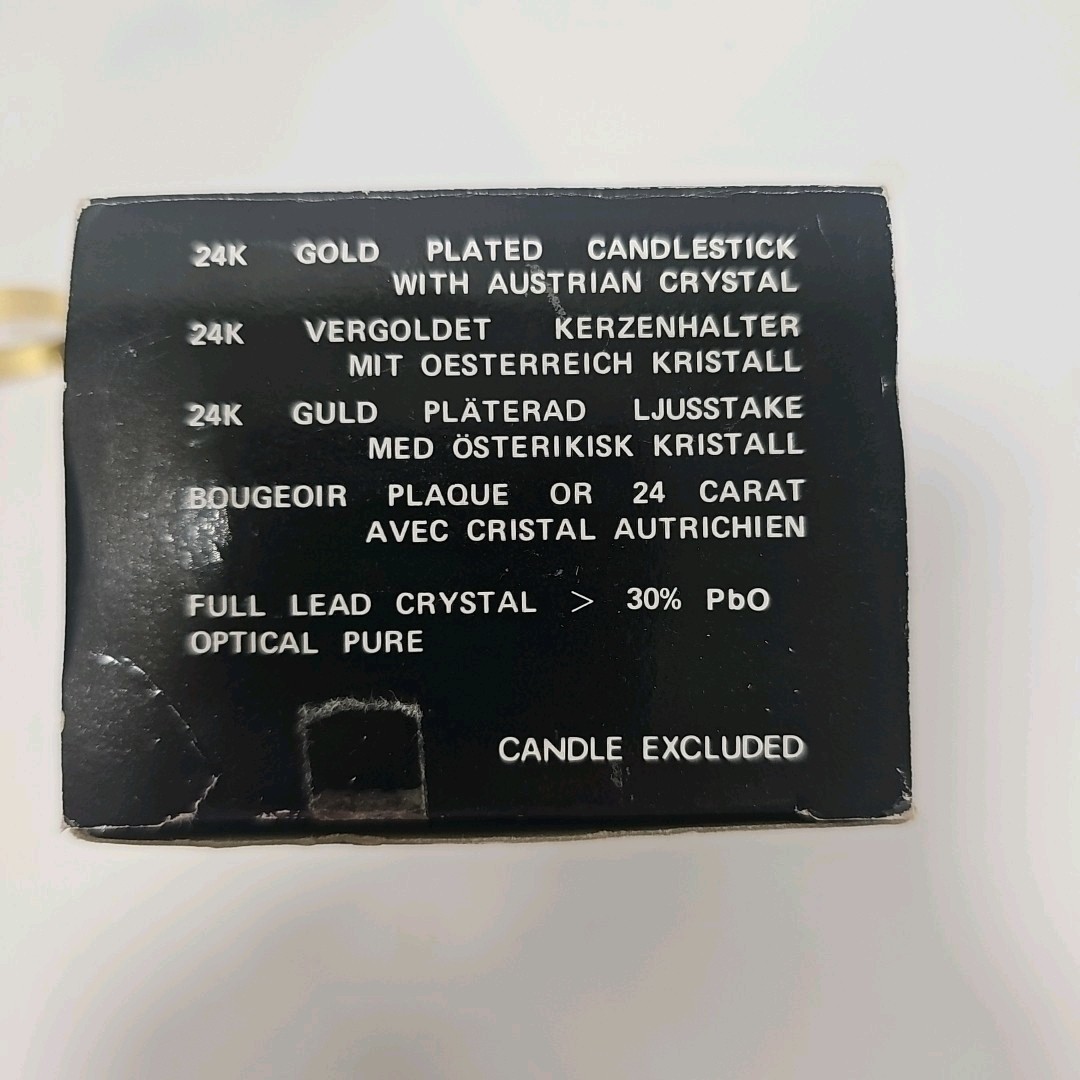 24K GOLD PLATED CANDLESTICK
WITH AUSTRIAN CRYSTAL
24K VERGOLDET KERZENHALTER
MIT OESTERREICH KRISTALL
24K GULD PLÄTERAD LJUSSTAKE
MED ÖSTERIKISK KRISTALL
BOUGEOIR PLAQUE OR 24 CARAT
AVEC CRISTAL AUTRICHIEN
FULL LEAD CRYSTAL > 30% PbO
OPTICAL PURE
CANDLE EXCLUDED